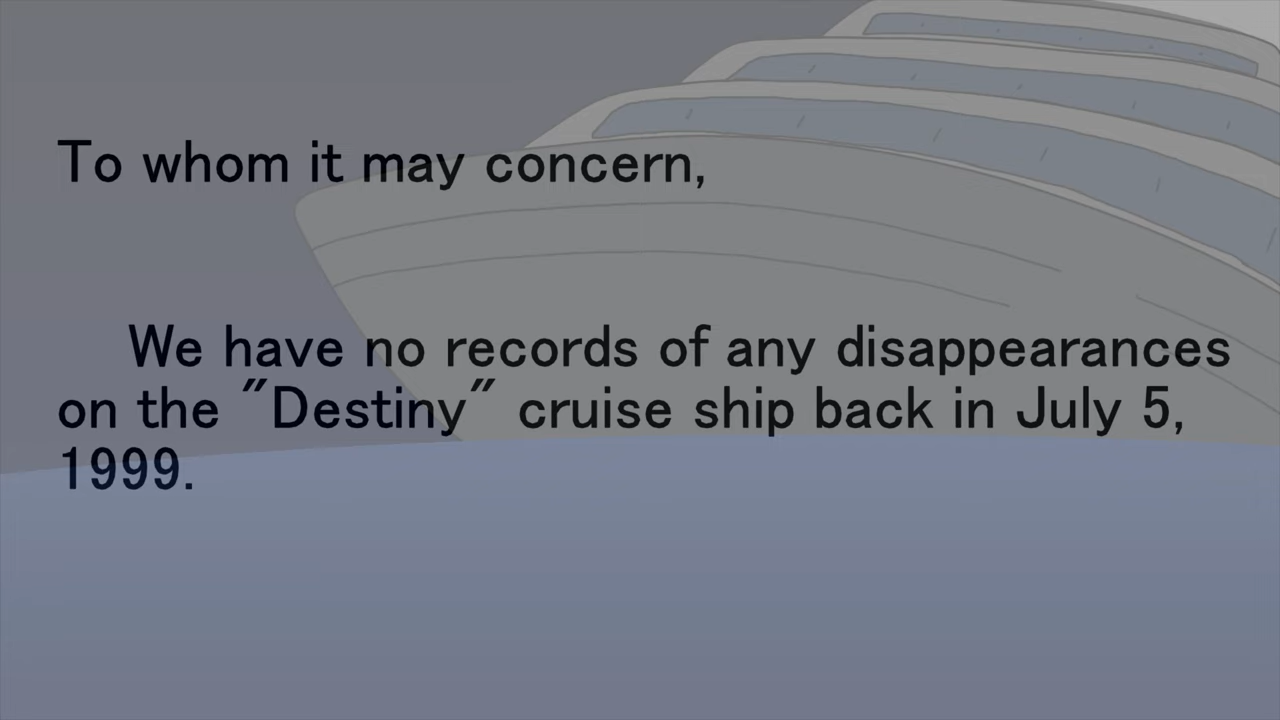 To whom it may concern,
We have no records of any disappearances
on the "Destiny" cruise ship back in July 5,
1999.